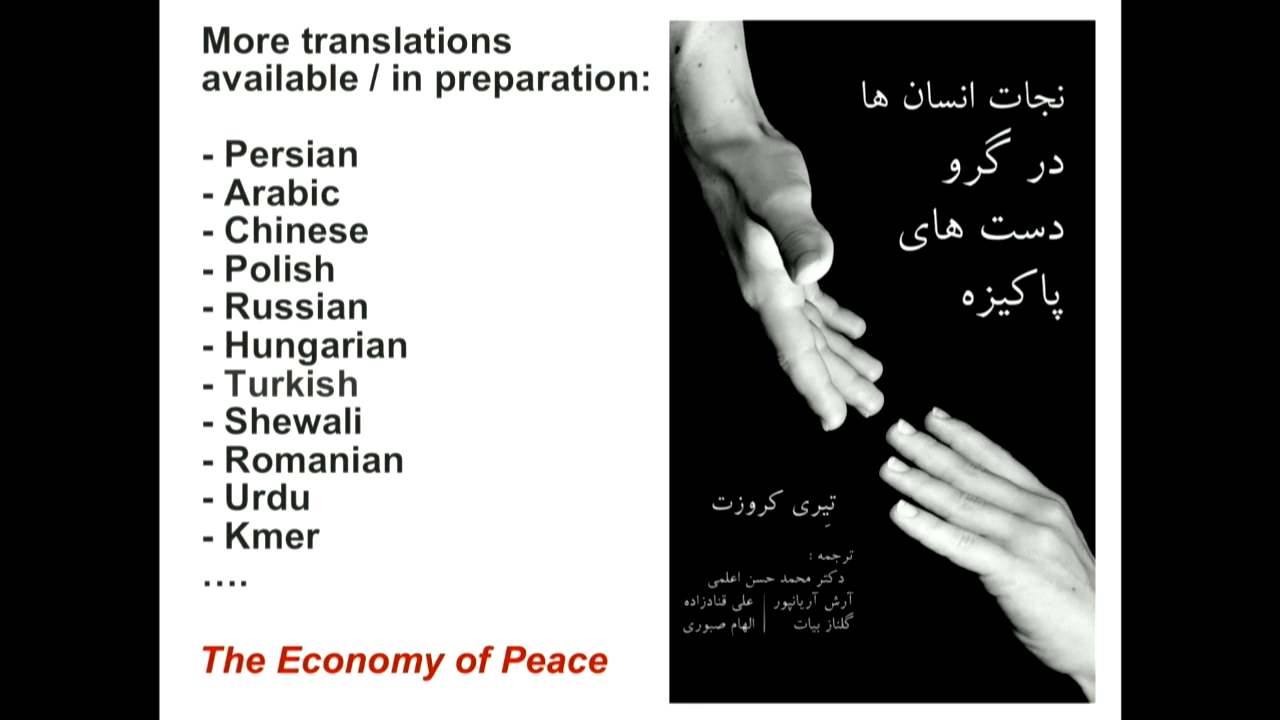 More translations
available / in preparation:
- Persian
- Arabic
- Chinese
- Polish
- Russian
- Hungarian
- Turkish
- Shewali
- Romanian
- Urdu
- Kmer
....
The Economy of Peace
نجات انسان ها
در گرو
دست های
پاکیزه
تیِری کروزت
ترجمه :
دکتر محمد حسن اعلمی
آرش آریانپور | علی قنادزاده
گلناز بیات | الهام صبوری